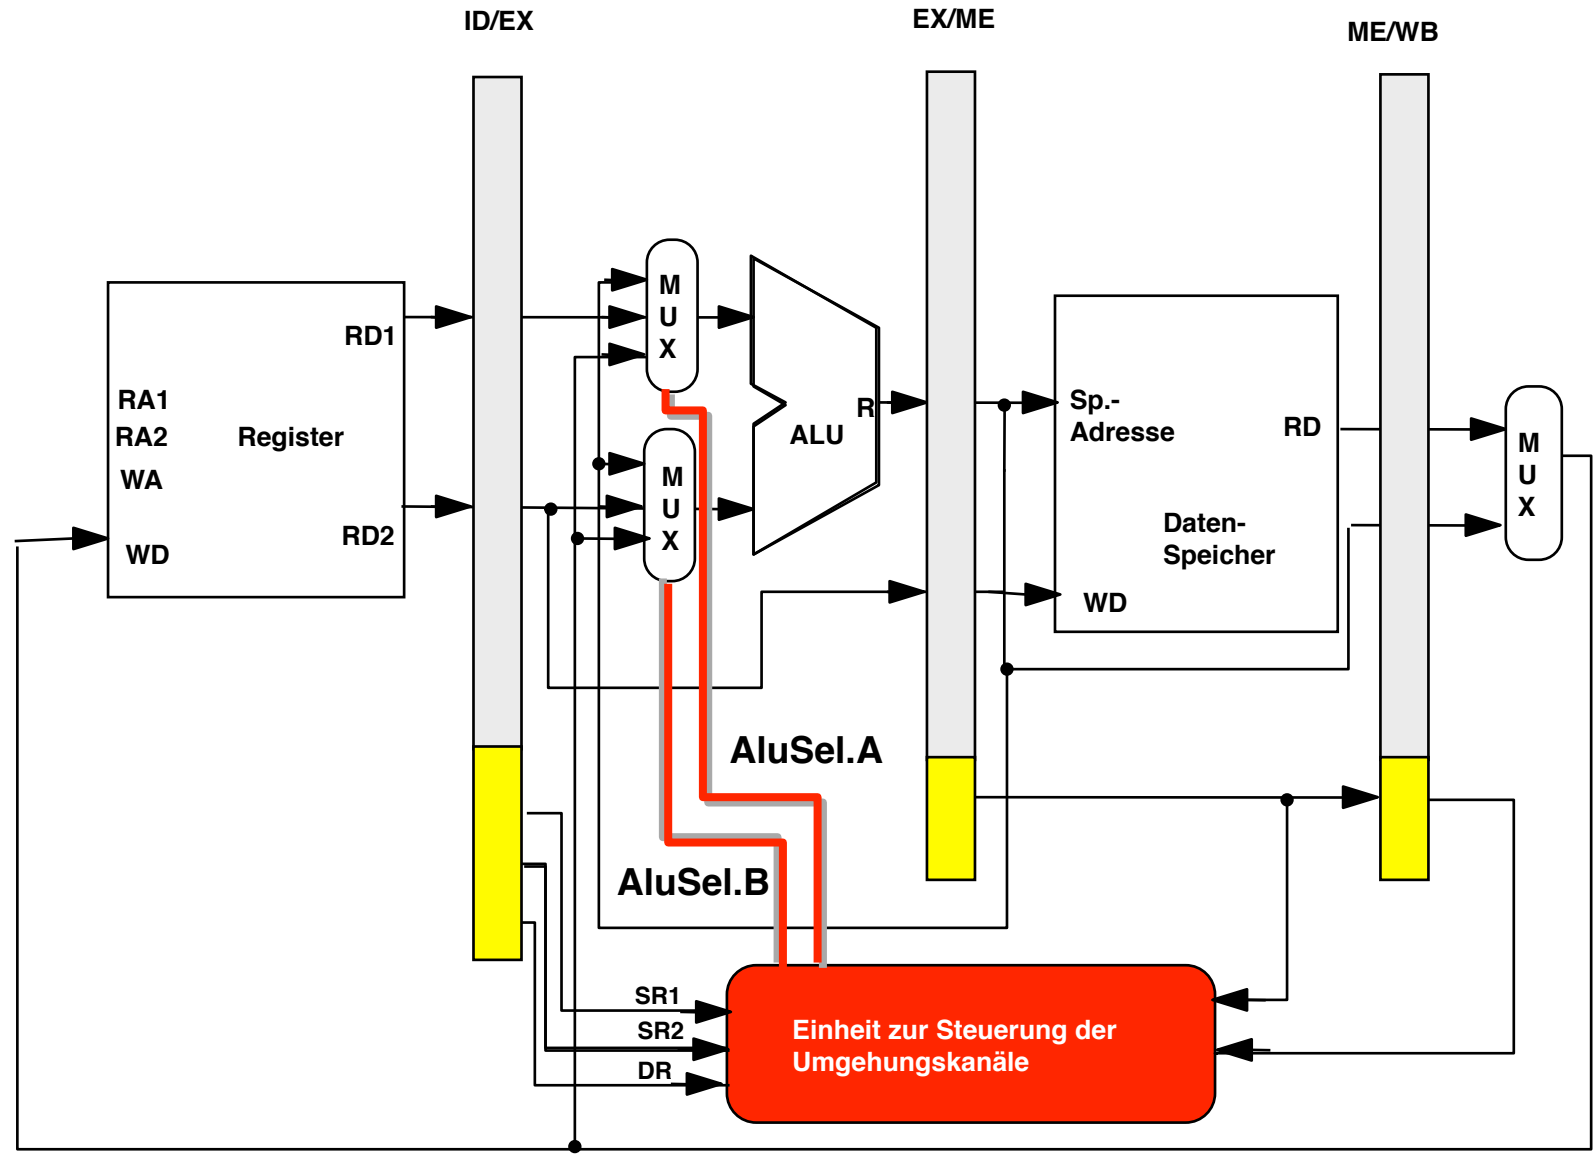 ID/EX
EX/ME
ME/WB
M
U
X
RD1
RA1
RA2
WA
Register
RD2
WD
M
U
X
R
ALU
Sp.-
Adresse
RD
Daten-
Speicher
WD
M
U
X
AluSel.A
AluSel.B
SR1
SR2
DR
Einheit zur Steuerung der
Umgehungskanäle